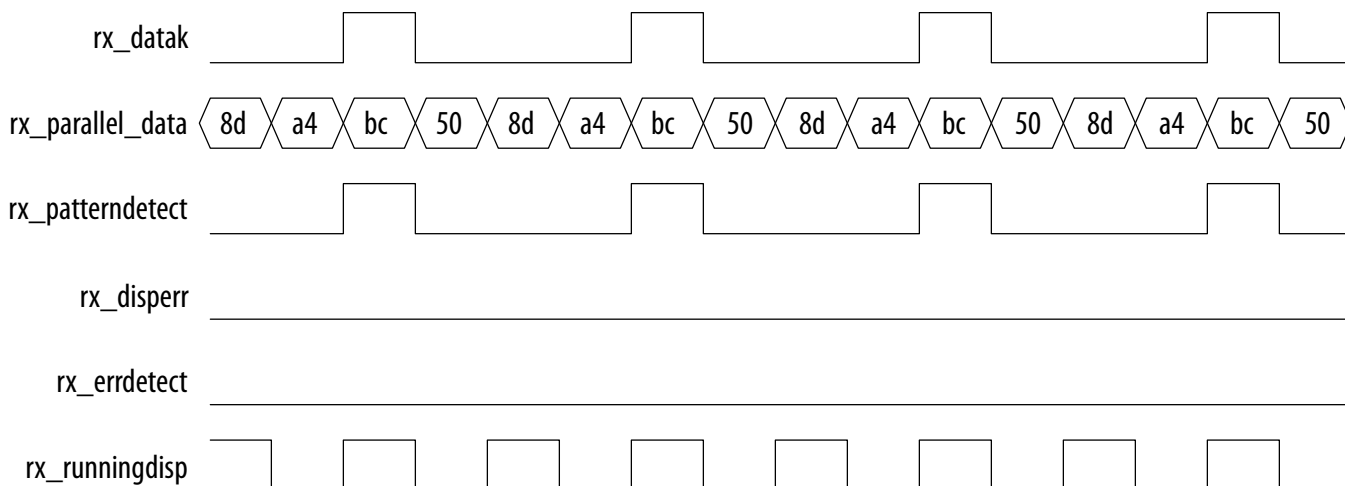 rx_datak
rx_parallel_data 8d a4 bc 50 8d a4 bc 50 8d a4 bc 50 8d a4 bc 50
rx_patterndetect
rx_disperr
rx_errdetect
rx_runningdisp